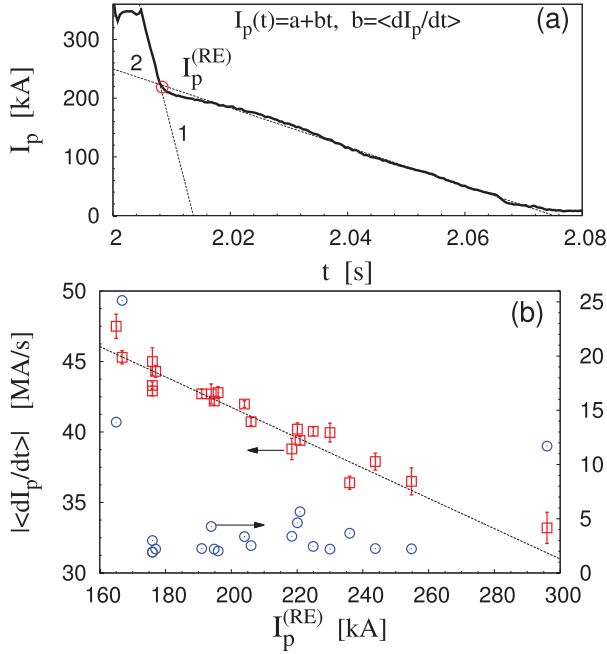 I_p(t)=a+bt, b=<dI_p/dt>
(a)
I_p^(RE)
2
1
I_p [kA]
300
200
100
0
2 2.02 2.04 2.06 2.08
t [s]
(b)
|<dI_p/dt>| [MA/s]
50
45
40
35
30
25
20
15
10
5
0
160 180 200 220 240 260 280 300
I_p^(RE) [kA]